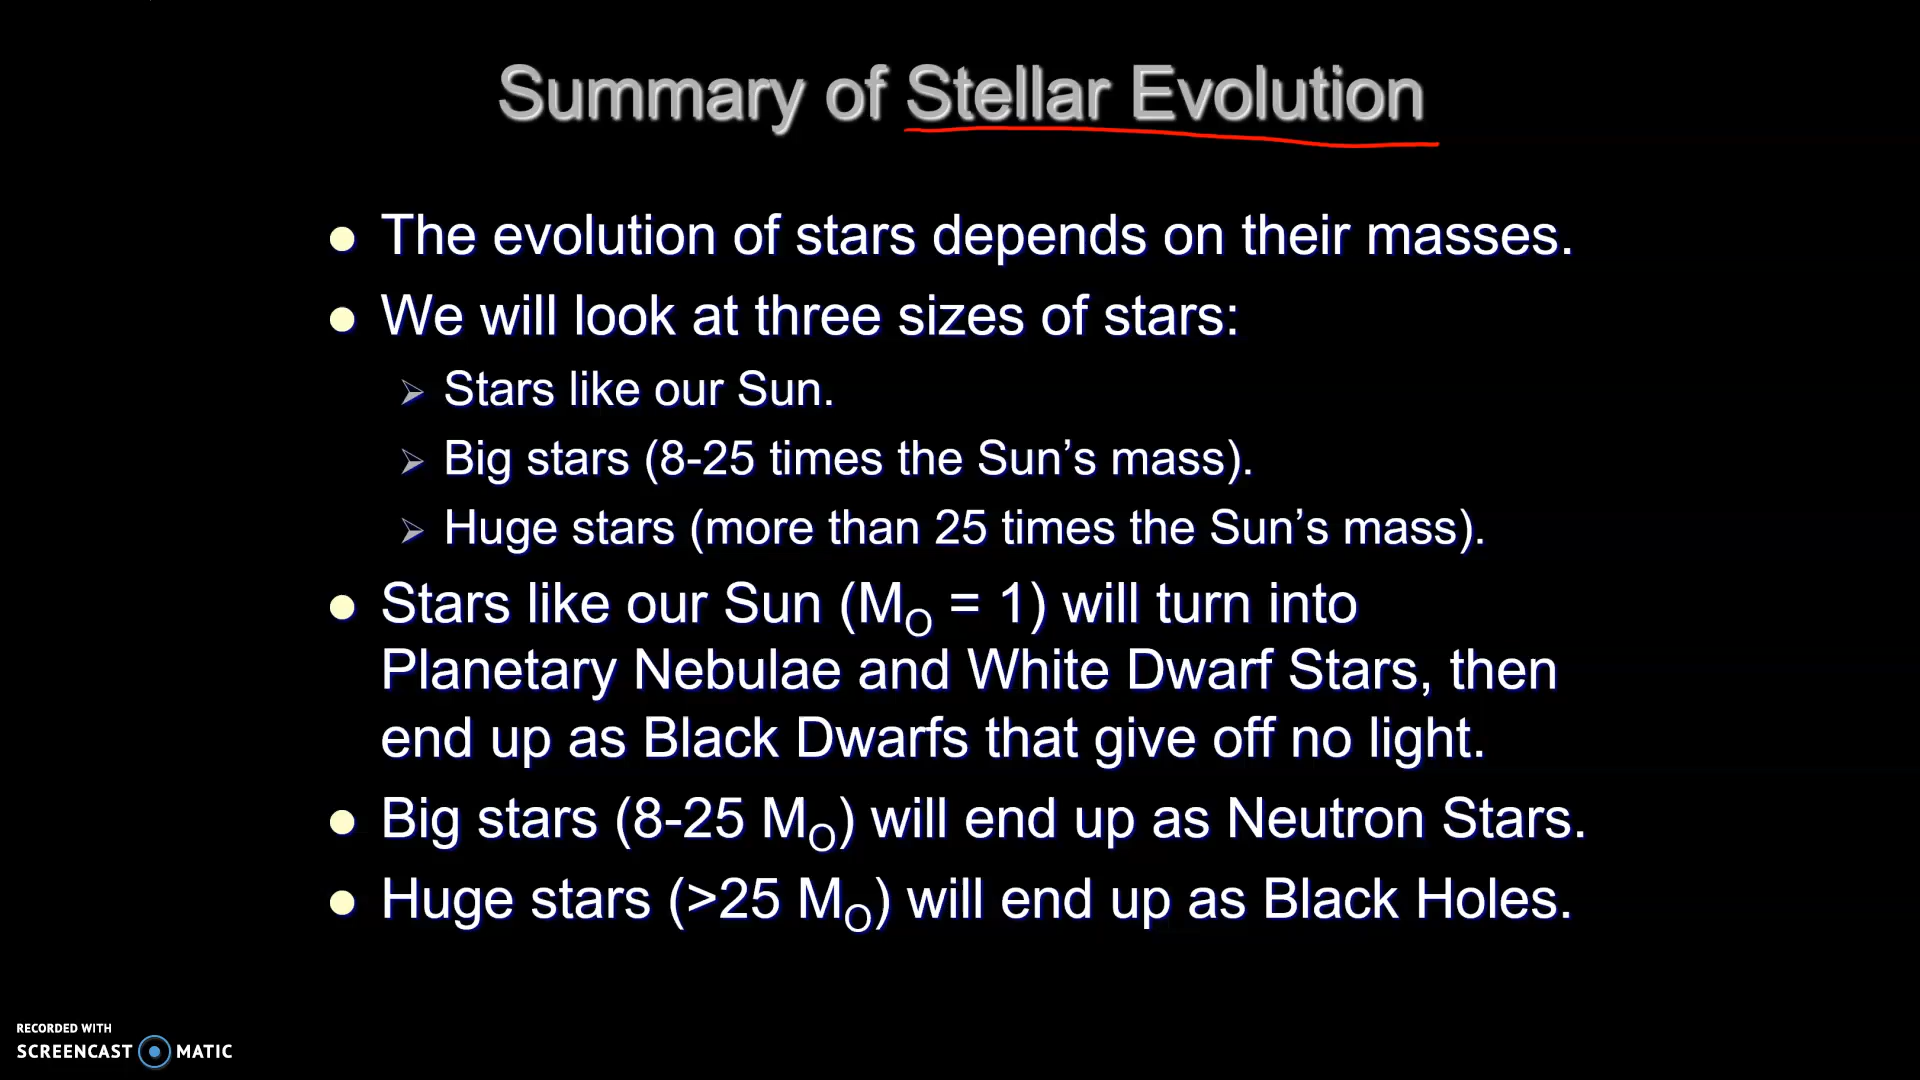 Summary of Stellar Evolution
The evolution of stars depends on their masses.
We will look at three sizes of stars:
Stars like our Sun.
Big stars (8-25 times the Sun’s mass).
Huge stars (more than 25 times the Sun’s mass).
Stars like our Sun (MO = 1) will turn into
Planetary Nebulae and White Dwarf Stars, then
end up as Black Dwarfs that give off no light.
Big stars (8-25 MO) will end up as Neutron Stars.
Huge stars (>25 MO) will end up as Black Holes.
RECORDED WITH
SCREENCAST MATIC